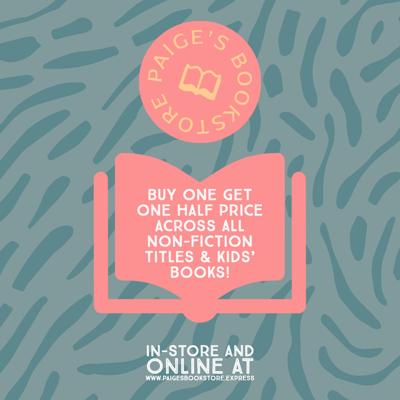 PAIGE'S BOOKSTORE
BUY ONE GET
ONE HALF PRICE
ACROSS ALL
NON-FICTION
TITLES & KIDS'
BOOKS!
IN-STORE AND
ONLINE AT
WWW.PAIGESBOOKSTORE.EXPRESS